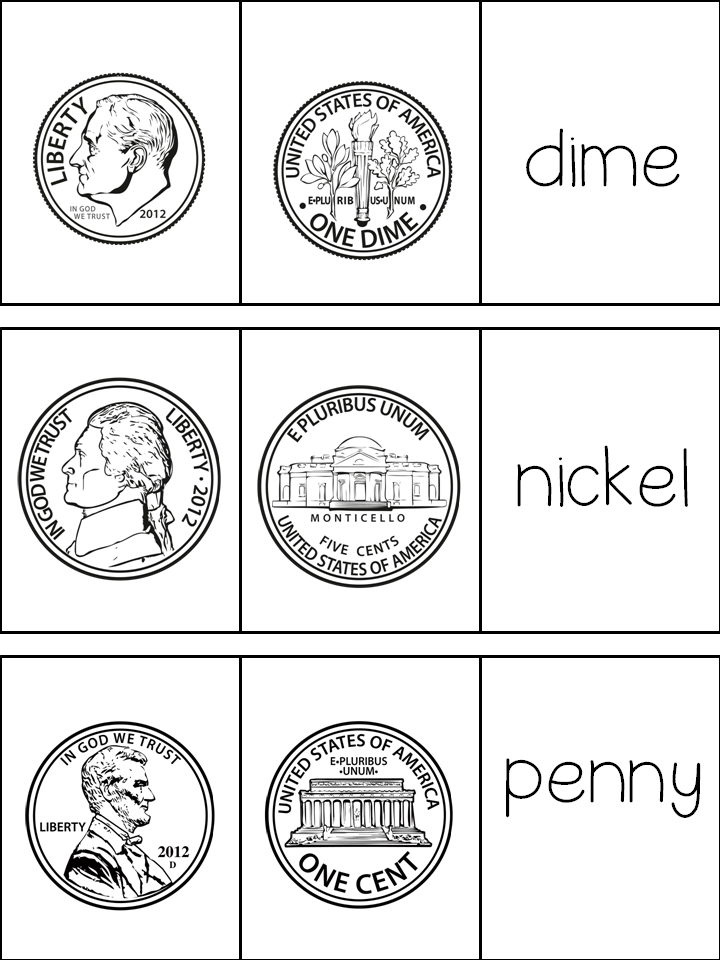 LIBERTY
IN GOD
WE TRUST
2012
UNITED STATES OF AMERICA
E•PLU RIB US•U NUM
• ONE DIME •
dime
IN GOD WE TRUST
LIBERTY • 2012
E PLURIBUS UNUM
MONTICELLO
FIVE CENTS
UNITED STATES OF AMERICA
nickel
IN GOD WE TRUST
LIBERTY
2012
D
UNITED STATES OF AMERICA
E•PLURIBUS
•UNUM•
ONE CENT
penny